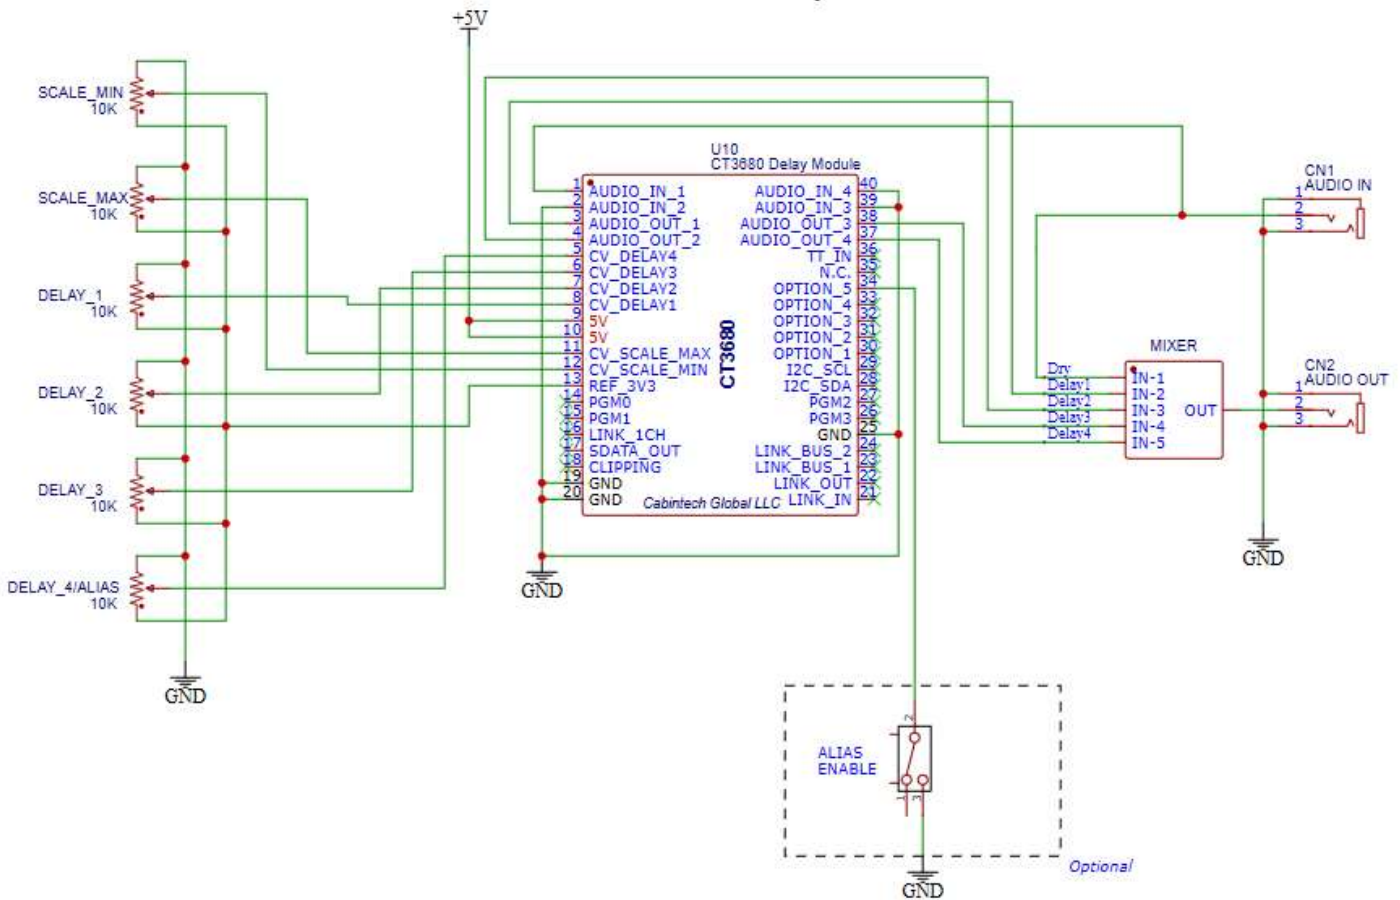 +5V
SCALE_MIN
10K
SCALE_MAX
10K
DELAY_1
10K
DELAY_2
10K
DELAY_3
10K
DELAY_4/ALIAS
10K
GND
U10
CT3680 Delay Module
1 AUDIO_IN_1
2 AUDIO_IN_2
3 AUDIO_OUT_1
4 AUDIO_OUT_2
5 CV_DELAY4
6 CV_DELAY3
7 CV_DELAY2
8 CV_DELAY1
9 5V
10 5V
11 CV_SCALE_MAX
12 CV_SCALE_MIN
13 REF_3V3
14 PGM0
15 PGM1
16 LINK_1CH
17 SDATA_OUT
18 CLIPPING
19 GND
20 GND
CT3680
AUDIO_IN_4 40
AUDIO_IN_3 39
AUDIO_OUT_3 38
AUDIO_OUT_4 37
TT_IN 36
N.C. 35
OPTION_5 34
OPTION_4 33
OPTION_3 32
OPTION_2 31
OPTION_1 30
I2C_SCL 29
I2C_SDA 28
PGM2 27
PGM3 26
GND 25
LINK_BUS_2 24
LINK_BUS_1 23
LINK_OUT 22
LINK_IN 21
Cabintech Global LLC
GND
CN1
AUDIO IN
1
2
3
MIXER
Dry
Delay1
Delay2
Delay3
Delay4
IN-1
IN-2
IN-3
IN-4
IN-5
OUT
CN2
AUDIO OUT
1
2
3
GND
ALIAS
ENABLE
2
1
3
Optional
GND